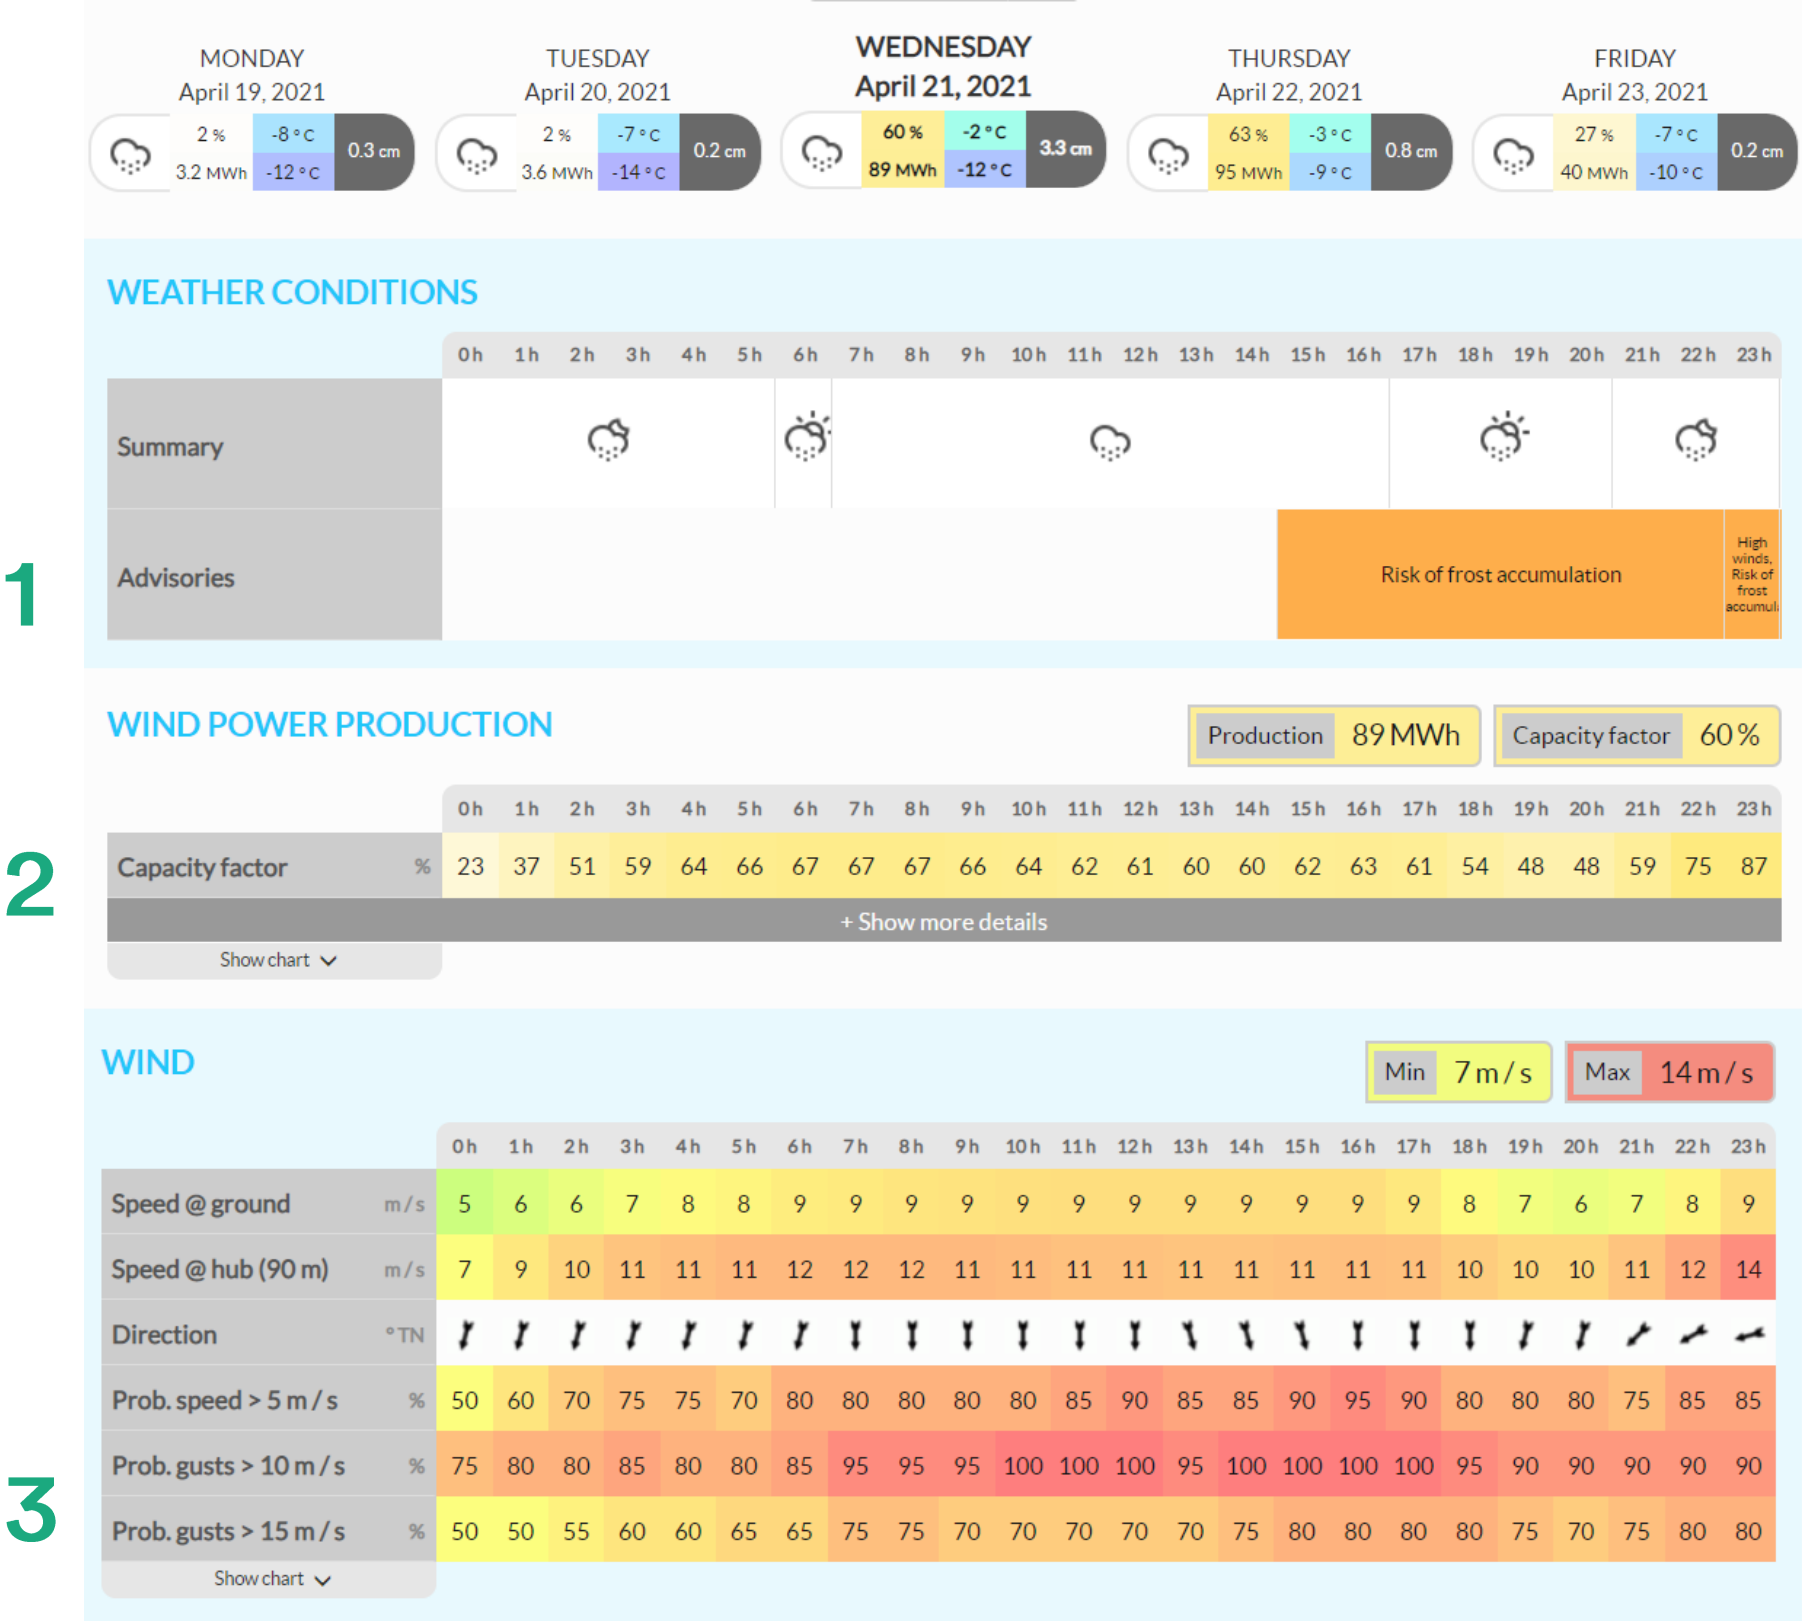 MONDAY
April 19, 2021
2 % -8 °C 0.3 cm
3.2 MWh -12 °C
TUESDAY
April 20, 2021
2 % -7 °C 0.2 cm
3.6 MWh -14 °C
WEDNESDAY
April 21, 2021
60 % -2 °C 3.3 cm
89 MWh -12 °C
THURSDAY
April 22, 2021
63 % -3 °C 0.8 cm
95 MWh -9 °C
FRIDAY
April 23, 2021
27 % -7 °C 0.2 cm
40 MWh -10 °C
WEATHER CONDITIONS
0h 1h 2h 3h 4h 5h 6h 7h 8h 9h 10h 11h 12h 13h 14h 15h 16h 17h 18h 19h 20h 21h 22h 23h
Summary
1
Advisories
Risk of frost accumulation
High
winds,
Risk of
frost
accumul
WIND POWER PRODUCTION
Production 89 MWh
Capacity factor 60 %
0h 1h 2h 3h 4h 5h 6h 7h 8h 9h 10h 11h 12h 13h 14h 15h 16h 17h 18h 19h 20h 21h 22h 23h
2
Capacity factor % 23 37 51 59 64 66 67 67 67 66 64 62 61 60 60 62 63 61 54 48 48 59 75 87
+ Show more details
Show chart
WIND
Min 7 m / s
Max 14 m / s
0h 1h 2h 3h 4h 5h 6h 7h 8h 9h 10h 11h 12h 13h 14h 15h 16h 17h 18h 19h 20h 21h 22h 23h
Speed @ ground m / s 5 6 6 7 8 8 9 9 9 9 9 9 9 9 9 9 9 9 8 7 6 7 8 9
Speed @ hub (90 m) m / s 7 9 10 11 11 11 12 12 12 11 11 11 11 11 11 11 11 11 10 10 10 11 12 14
Direction °TN
Prob. speed > 5 m / s % 50 60 70 75 75 70 80 80 80 80 80 85 90 85 85 90 95 90 80 80 80 75 85 85
3
Prob. gusts > 10 m / s % 75 80 80 85 80 80 85 95 95 95 100 100 100 95 100 100 100 100 95 90 90 90 90 90
Prob. gusts > 15 m / s % 50 50 55 60 60 65 65 75 75 70 70 70 70 70 75 80 80 80 80 75 70 75 80 80
Show chart